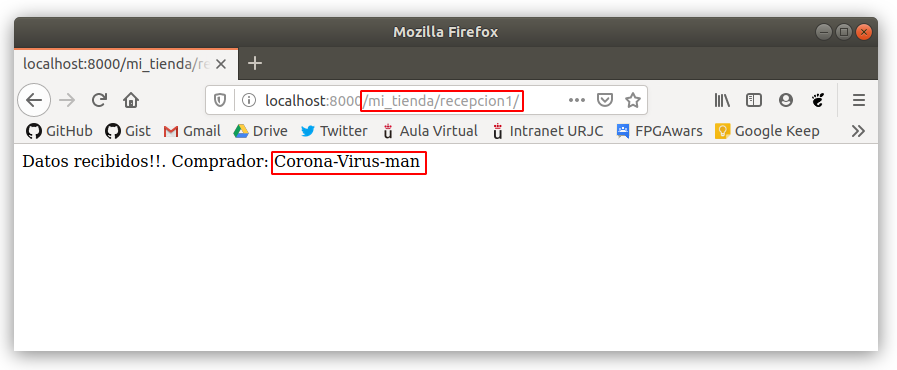 Mozilla Firefox
localhost:8000/mi_tienda/re
localhost:8000/mi_tienda/recepcion1/
GitHub Gist Gmail Drive Twitter Aula Virtual Intranet URJC FPGAwars Google Keep
Datos recibidos!!. Comprador: Corona-Virus-man